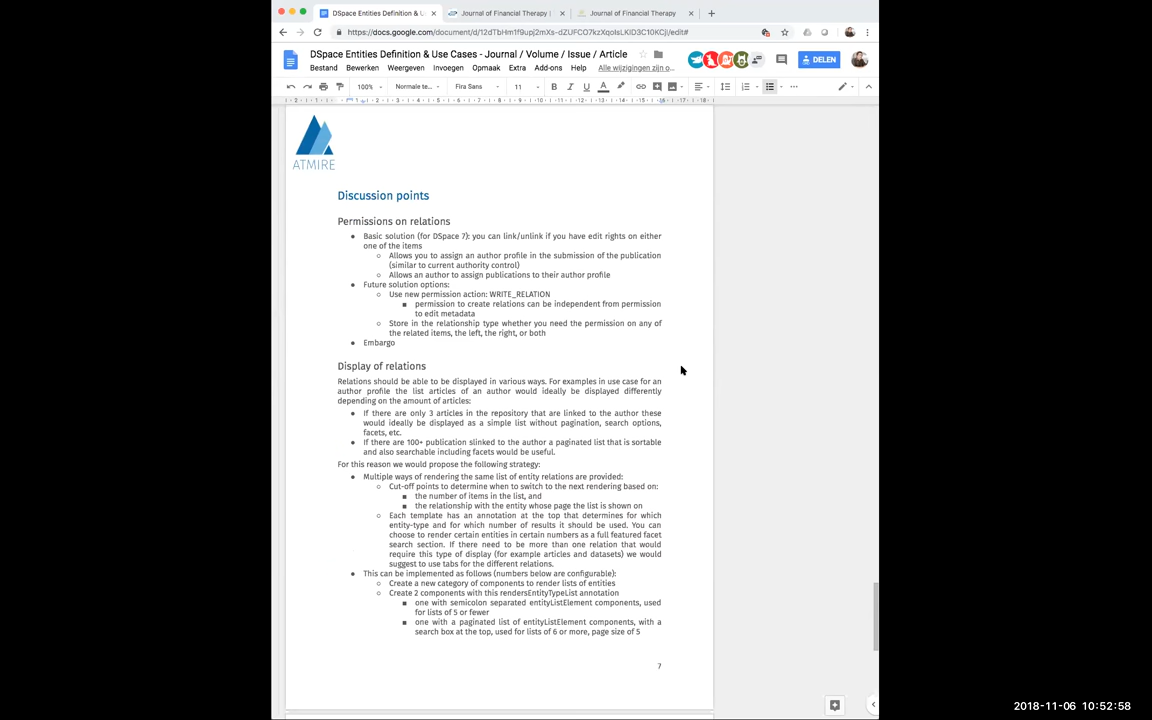 DSpace Entities Definition & U
Journal of Financial Therapy |
Journal of Financial Therapy
https://docs.google.com/document/d/12dTbHm1f9upj2mXs-dZUFCO7kzXqoIsLKID3C10KCjI/edit#
DSpace Entities Definition & Use Cases - Journal / Volume / Issue / Article
DELEN
Bestand Bewerken Weergeven Invoegen Opmaak Extra Add-ons Help Alle wijzigingen zijn o...
100% Normale te... Fira Sans 11
ATMIRE
Discussion points
Permissions on relations
● Basic solution (for DSpace 7): you can link/unlink if you have edit rights on either
one of the items
○ Allows you to assign an author profile in the submission of the publication
(similar to current authority control)
○ Allows an author to assign publications to their author profile
● Future solution options:
○ Use new permission action: WRITE_RELATION
■ permission to create relations can be independent from permission
to edit metadata
○ Store in the relationship type whether you need the permission on any of
the related items, the left, the right, or both
● Embargo
Display of relations
Relations should be able to be displayed in various ways. For examples in use case for an
author profile the list articles of an author would ideally be displayed differently
depending on the amount of articles:
● If there are only 3 articles in the repository that are linked to the author these
would ideally be displayed as a simple list without pagination, search options,
facets, etc.
● If there are 100+ publication slinked to the author a paginated list that is sortable
and also searchable including facets would be useful.
For this reason we would propose the following strategy:
● Multiple ways of rendering the same list of entity relations are provided:
○ Cut-off points to determine when to switch to the next rendering based on:
■ the number of items in the list, and
■ the relationship with the entity whose page the list is shown on
○ Each template has an annotation at the top that determines for which
entity-type and for which number of results it should be used. You can
choose to render certain entities in certain numbers as a full featured facet
search section. If there need to be more than one relation that would
require this type of display (for example articles and datasets) we would
suggest to use tabs for the different relations.
● This can be implemented as follows (numbers below are configurable):
○ Create a new category of components to render lists of entities
○ Create 2 components with this rendersEntityTypeList annotation
■ one with semicolon separated entityListElement components, used
for lists of 5 or fewer
■ one with a paginated list of entityListElement components, with a
search box at the top, used for lists of 6 or more, page size of 5
7
2018-11-06 10:52:58